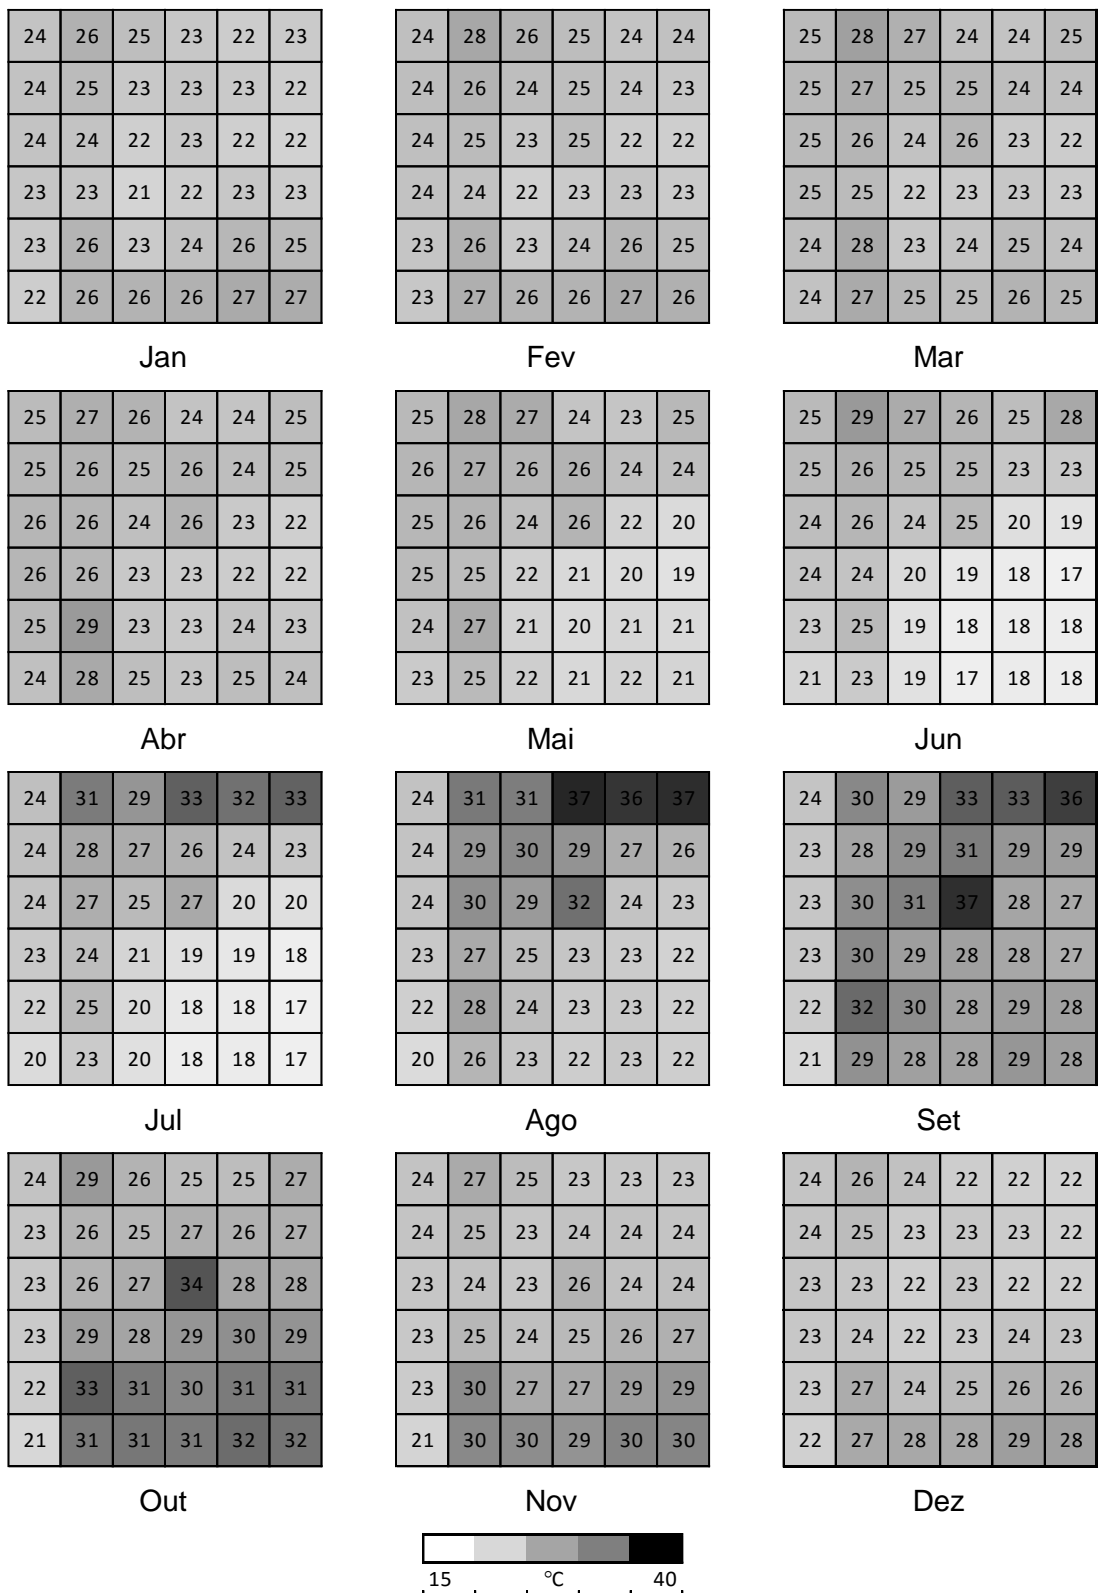 24 26 25 23 22 23 24 28 26 25 24 24 25 28 27 24 24 25
24 25 23 23 23 22 24 26 24 25 24 23 25 27 25 25 24 24
24 24 22 23 22 22 24 25 23 25 22 22 25 26 24 26 23 22
23 23 21 22 23 23 24 24 22 23 23 23 25 25 22 23 23 23
23 26 23 24 26 25 23 26 23 24 26 25 24 28 23 24 25 24
22 26 26 26 27 27 23 27 26 26 27 26 24 27 25 25 26 25
Jan Fev Mar
25 27 26 24 24 25 25 28 27 24 23 25 25 29 27 26 25 28
25 26 25 26 24 25 26 27 26 26 24 24 25 26 25 25 23 23
26 26 24 26 23 22 25 26 24 26 22 20 24 26 24 25 20 19
26 26 23 23 22 22 25 25 22 21 20 19 24 24 20 19 18 17
25 29 23 23 24 23 24 27 21 20 21 21 23 25 19 18 18 18
24 28 25 23 25 24 23 25 22 21 22 21 21 23 19 17 18 18
Abr Mai Jun
24 31 29 33 32 33 24 31 31 37 36 37 24 30 29 33 33 36
24 28 27 26 24 23 24 29 30 29 27 26 23 28 29 31 29 29
24 27 25 27 20 20 24 30 29 32 24 23 23 30 31 37 28 27
23 24 21 19 19 18 23 27 25 23 23 22 23 30 29 28 28 27
22 25 20 18 18 17 22 28 24 23 23 22 22 32 30 28 29 28
20 23 20 18 18 17 20 26 23 22 23 22 21 29 28 28 29 28
Jul Ago Set
24 29 26 25 25 27 24 27 25 23 23 23 24 26 24 22 22 22
23 26 25 27 26 27 24 25 23 24 24 24 24 25 23 23 23 22
23 26 27 34 28 28 23 24 23 26 24 24 23 23 22 23 22 22
23 29 28 29 30 29 23 25 24 25 26 27 23 24 22 23 24 23
22 33 31 30 31 31 23 30 27 27 29 29 23 27 24 25 26 26
21 31 31 31 32 32 21 30 30 29 30 30 22 27 28 28 29 28
Out Nov Dez
15 °C 40